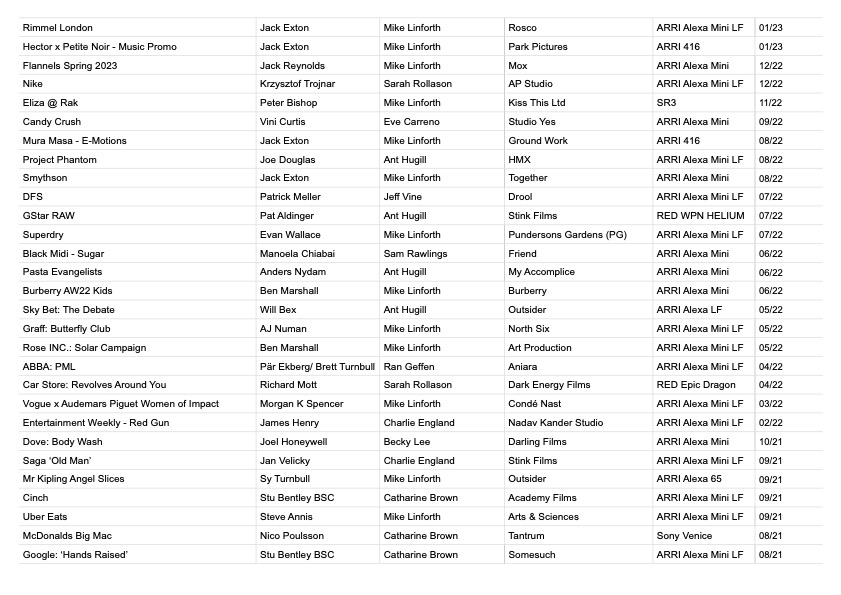 Rimmel London Jack Exton Mike Linforth Rosco ARRI Alexa Mini LF 01/23
Hector x Petite Noir - Music Promo Jack Exton Mike Linforth Park Pictures ARRI 416 01/23
Flannels Spring 2023 Jack Reynolds Mike Linforth Mox ARRI Alexa Mini 12/22
Nike Krzysztof Trojnar Sarah Rollason AP Studio ARRI Alexa Mini LF 12/22
Eliza @ Rak Peter Bishop Mike Linforth Kiss This Ltd SR3 11/22
Candy Crush Vini Curtis Eve Carreno Studio Yes ARRI Alexa Mini 09/22
Mura Masa - E-Motions Jack Exton Mike Linforth Ground Work ARRI 416 08/22
Project Phantom Joe Douglas Ant Hugill HMX ARRI Alexa Mini LF 08/22
Smythson Jack Exton Mike Linforth Together ARRI Alexa Mini 08/22
DFS Patrick Meller Jeff Vine Drool ARRI Alexa Mini LF 07/22
GStar RAW Pat Aldinger Ant Hugill Stink Films RED WPN HELIUM 07/22
Superdry Evan Wallace Mike Linforth Pundersons Gardens (PG) ARRI Alexa Mini LF 07/22
Black Midi - Sugar Manoela Chiabai Sam Rawlings Friend ARRI Alexa Mini 06/22
Pasta Evangelists Anders Nydam Ant Hugill My Accomplice ARRI Alexa Mini 06/22
Burberry AW22 Kids Ben Marshall Mike Linforth Burberry ARRI Alexa Mini 06/22
Sky Bet: The Debate Will Bex Ant Hugill Outsider ARRI Alexa LF 05/22
Graff: Butterfly Club AJ Numan Mike Linforth North Six ARRI Alexa Mini LF 05/22
Rose INC.: Solar Campaign Ben Marshall Mike Linforth Art Production ARRI Alexa Mini LF 05/22
ABBA: PML Pär Ekberg/ Brett Turnbull Ran Geffen Aniara ARRI Alexa Mini LF 04/22
Car Store: Revolves Around You Richard Mott Sarah Rollason Dark Energy Films RED Epic Dragon 04/22
Vogue x Audemars Piguet Women of Impact Morgan K Spencer Mike Linforth Condé Nast ARRI Alexa Mini LF 03/22
Entertainment Weekly - Red Gun James Henry Charlie England Nadav Kander Studio ARRI Alexa Mini LF 02/22
Dove: Body Wash Joel Honeywell Becky Lee Darling Films ARRI Alexa Mini 10/21
Saga ‘Old Man’ Jan Velicky Charlie England Stink Films ARRI Alexa Mini LF 09/21
Mr Kipling Angel Slices Sy Turnbull Mike Linforth Outsider ARRI Alexa 65 09/21
Cinch Stu Bentley BSC Catharine Brown Academy Films ARRI Alexa Mini LF 09/21
Uber Eats Steve Annis Mike Linforth Arts & Sciences ARRI Alexa Mini LF 09/21
McDonalds Big Mac Nico Poulsson Catharine Brown Tantrum Sony Venice 08/21
Google: ‘Hands Raised’ Stu Bentley BSC Catharine Brown Somesuch ARRI Alexa Mini LF 08/21